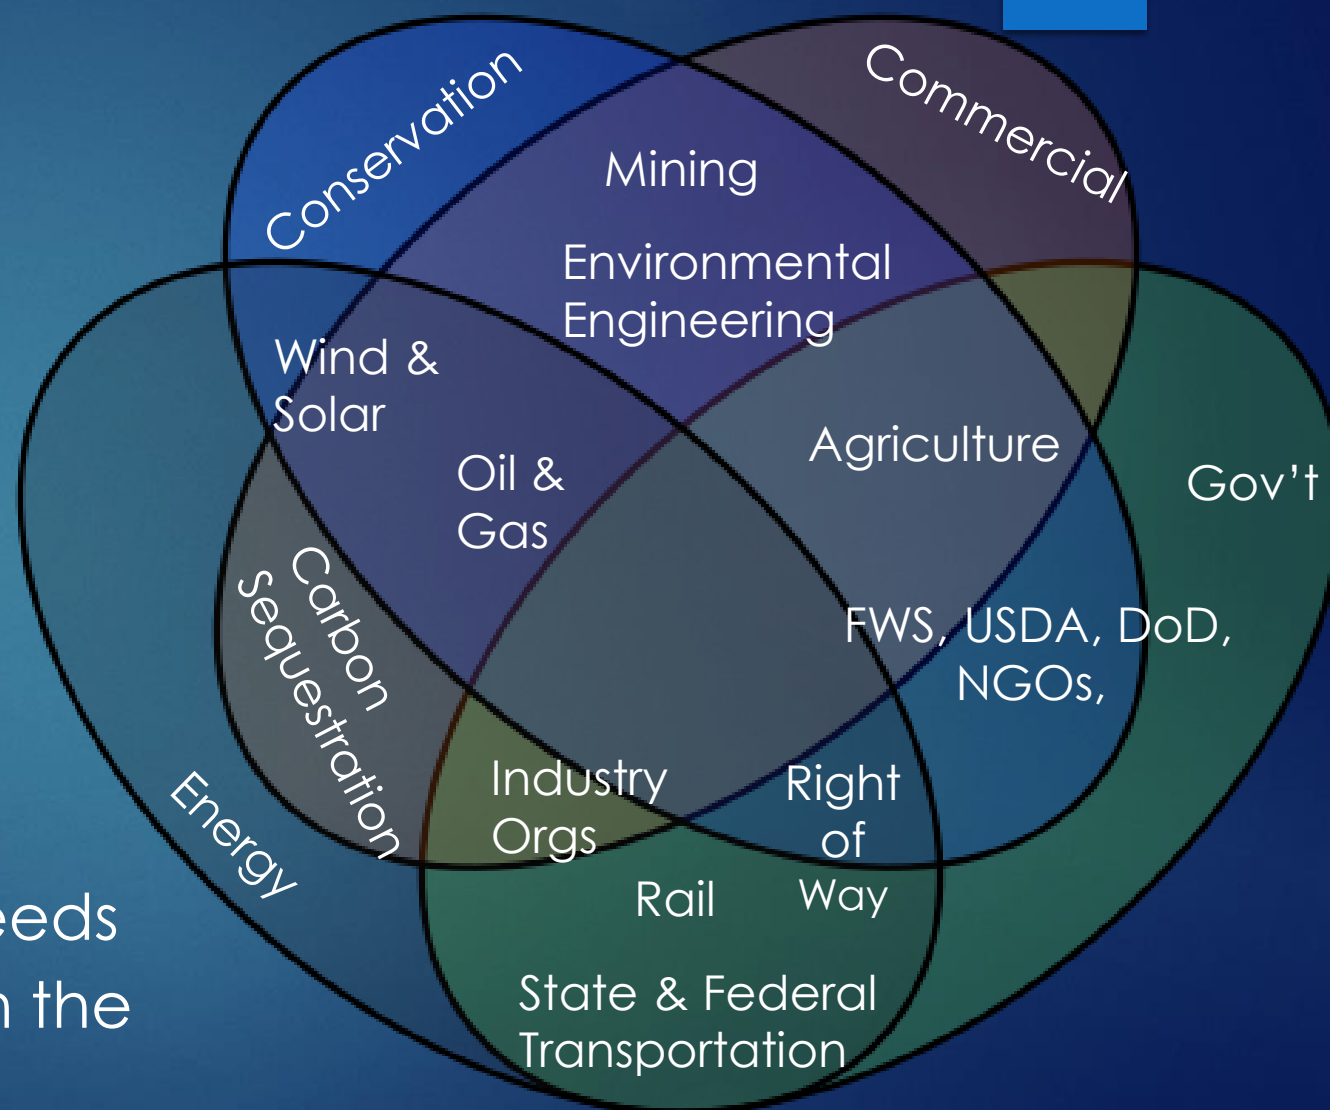 Conservation
Commercial
Mining
Environmental
Engineering
Wind &
Solar
Agriculture
Oil &
Gas
Gov’t
Carbon
Sequestration
FWS, USDA, DoD,
NGOs,
Energy
Industry
Orgs
Right
of
Way
Rail
State & Federal
Transportation
eeds
the